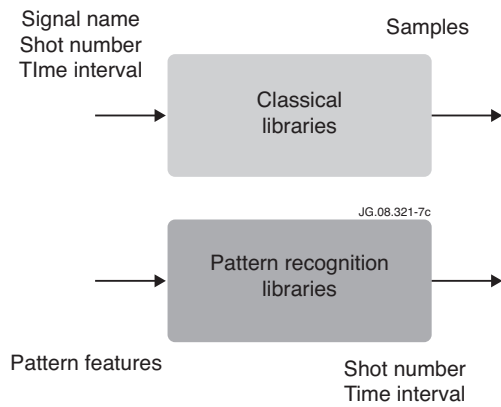 Signal name
Shot number
TIme interval
Samples
Classical
libraries
JG.08.321-7c
Pattern recognition
libraries
Pattern features
Shot number
Time interval